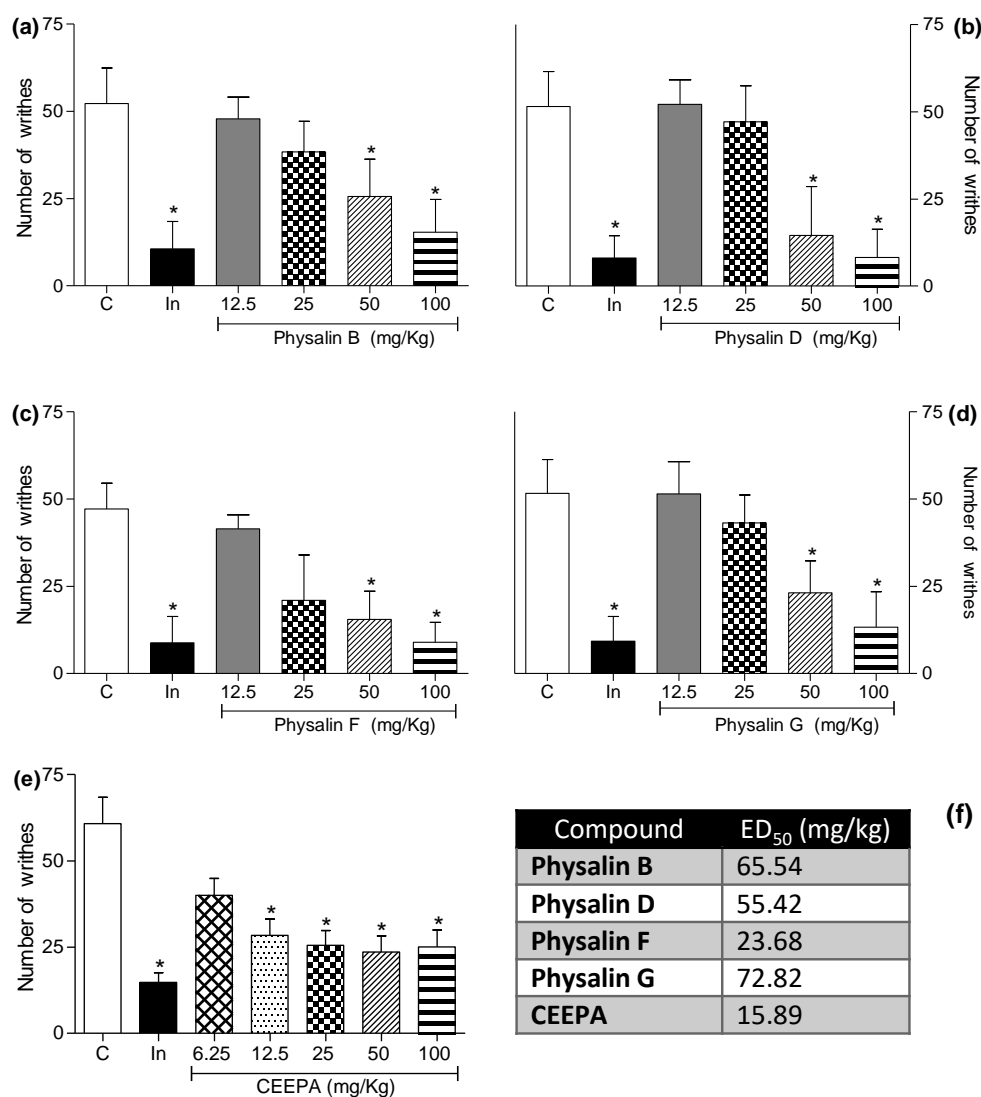 (a)
75
50
25
0
Number of writhes
*
*
*
C In 12.5 25 50 100
Physalin B (mg/Kg)
(b)
75
50
25
0
Number of writhes
*
*
*
C In 12.5 25 50 100
Physalin D (mg/Kg)
(c)
75
50
25
0
Number of writhes
*
*
*
C In 12.5 25 50 100
Physalin F (mg/Kg)
(d)
75
50
25
0
Number of writhes
*
*
*
C In 12.5 25 50 100
Physalin G (mg/Kg)
(e)
75
50
25
0
Number of writhes
*
*
*
*
*
C In 6.25 12.5 25 50 100
CEEPA (mg/Kg)
(f)
Compound ED50 (mg/kg)
Physalin B 65.54
Physalin D 55.42
Physalin F 23.68
Physalin G 72.82
CEEPA 15.89